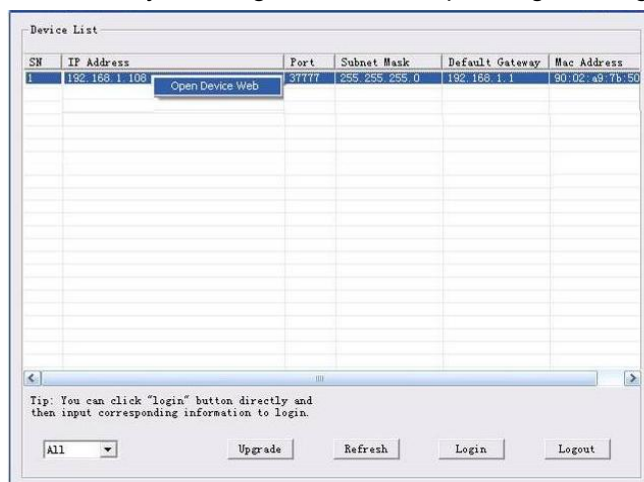 Device List
SN IP Address Port Subnet Mask Default Gateway Mac Address
1 192.168.1.108 37777 255.255.255.0 192.168.1.1 90:02:a9:7b:50
Open Device Web
Tip: You can click "login" button directly and
then input corresponding information to login.
All Upgrade Refresh Login Logout